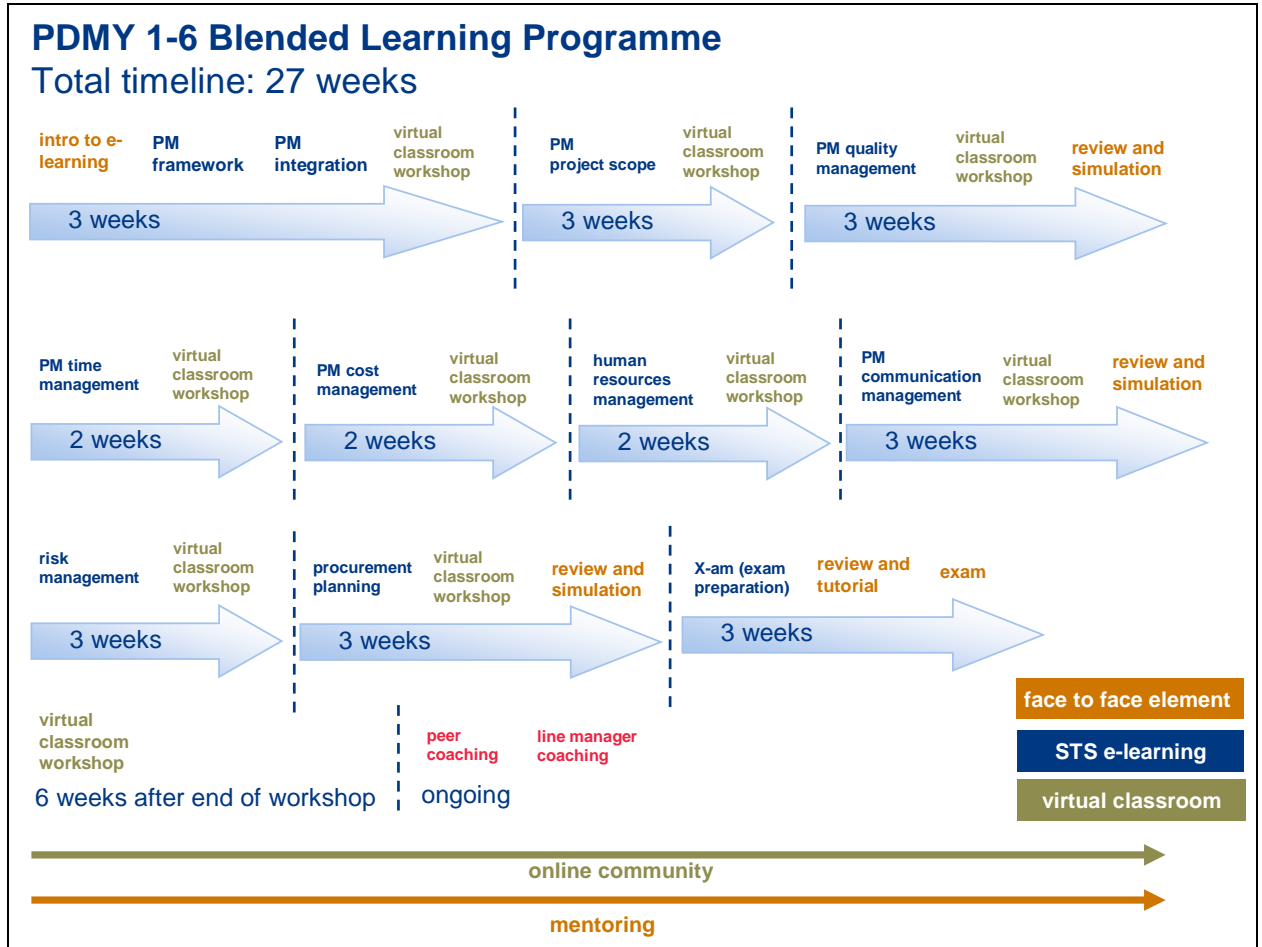 PDMY 1-6 Blended Learning Programme
Total timeline: 27 weeks
intro to e-
learning
PM
framework
PM
integration
virtual
classroom
workshop
3 weeks
PM
project scope
virtual
classroom
workshop
3 weeks
PM quality
management
virtual
classroom
workshop
review and
simulation
3 weeks
PM time
management
virtual
classroom
workshop
2 weeks
PM cost
management
virtual
classroom
workshop
2 weeks
human
resources
management
virtual
classroom
workshop
2 weeks
PM
communication
management
virtual
classroom
workshop
review and
simulation
3 weeks
risk
management
virtual
classroom
workshop
3 weeks
procurement
planning
virtual
classroom
workshop
review and
simulation
3 weeks
X-am (exam
preparation)
review and
tutorial
exam
3 weeks
virtual
classroom
workshop
6 weeks after end of workshop
peer
coaching
line manager
coaching
ongoing
face to face element
STS e-learning
virtual classroom
online community
mentoring